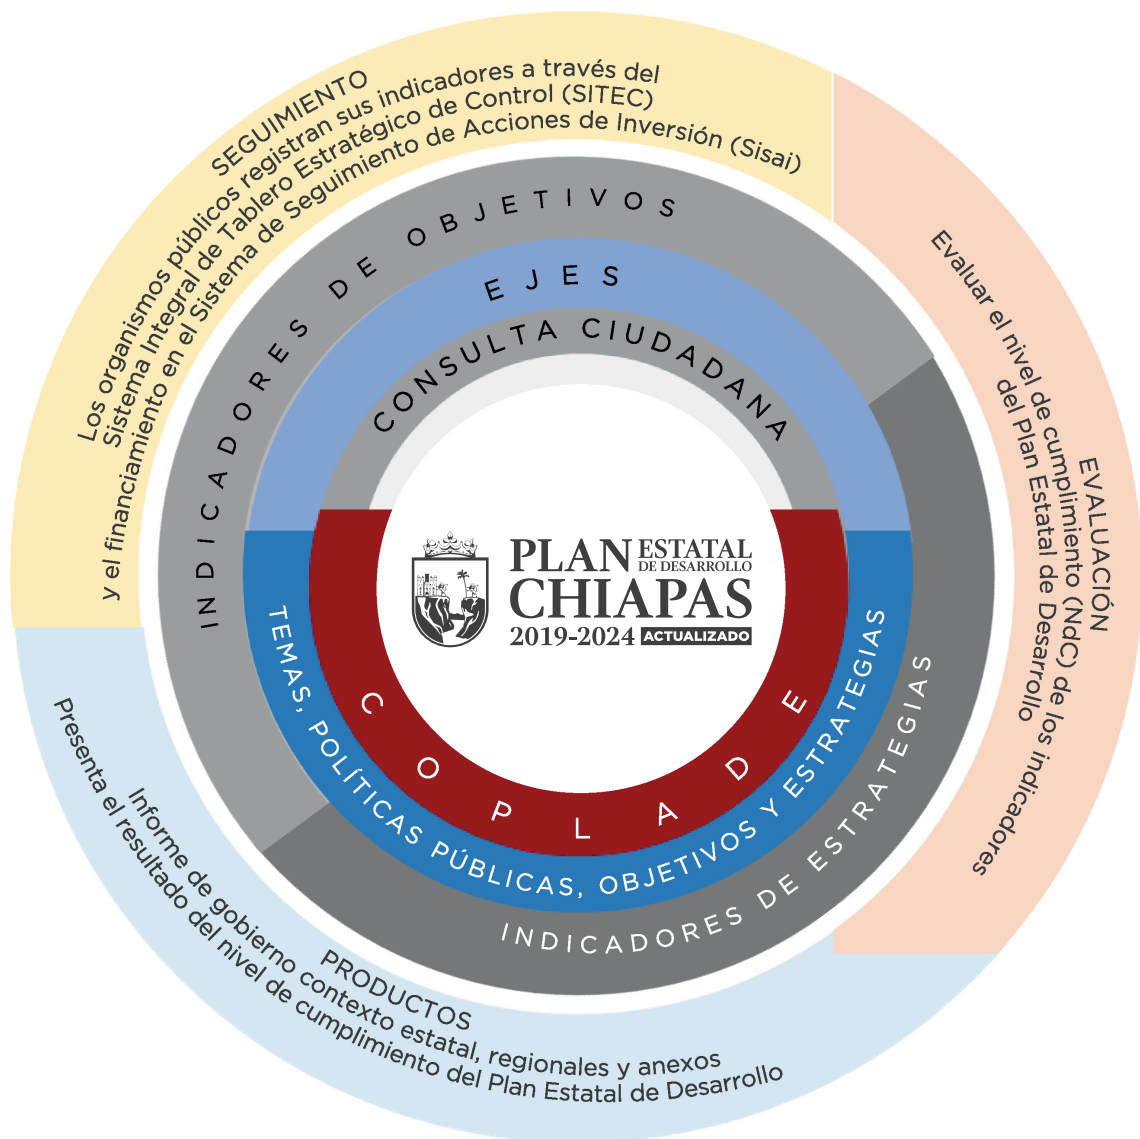 SEGUIMIENTO
Los organismos públicos registran sus indicadores a través del
Sistema Integral de Tablero Estratégico de Control (SITEC)
y el financiamiento en el Sistema de Seguimiento de Acciones de Inversión (Sisai)
EVALUACIÓN
Evaluar el nivel de cumplimiento (NdC) de los indicadores
del Plan Estatal de Desarrollo
INDICADORES DE OBJETIVOS
EJES
CONSULTA CIUDADANA
PLAN ESTATAL
DE DESARROLLO
CHIAPAS
2019-2024 ACTUALIZADO
COPLADE
TEMAS, POLÍTICAS PÚBLICAS, OBJETIVOS Y ESTRATEGIAS
INDICADORES DE ESTRATEGIAS
PRODUCTOS
Informe de gobierno contexto estatal, regionales y anexos
Presenta el resultado del nivel de cumplimiento del Plan Estatal de Desarrollo